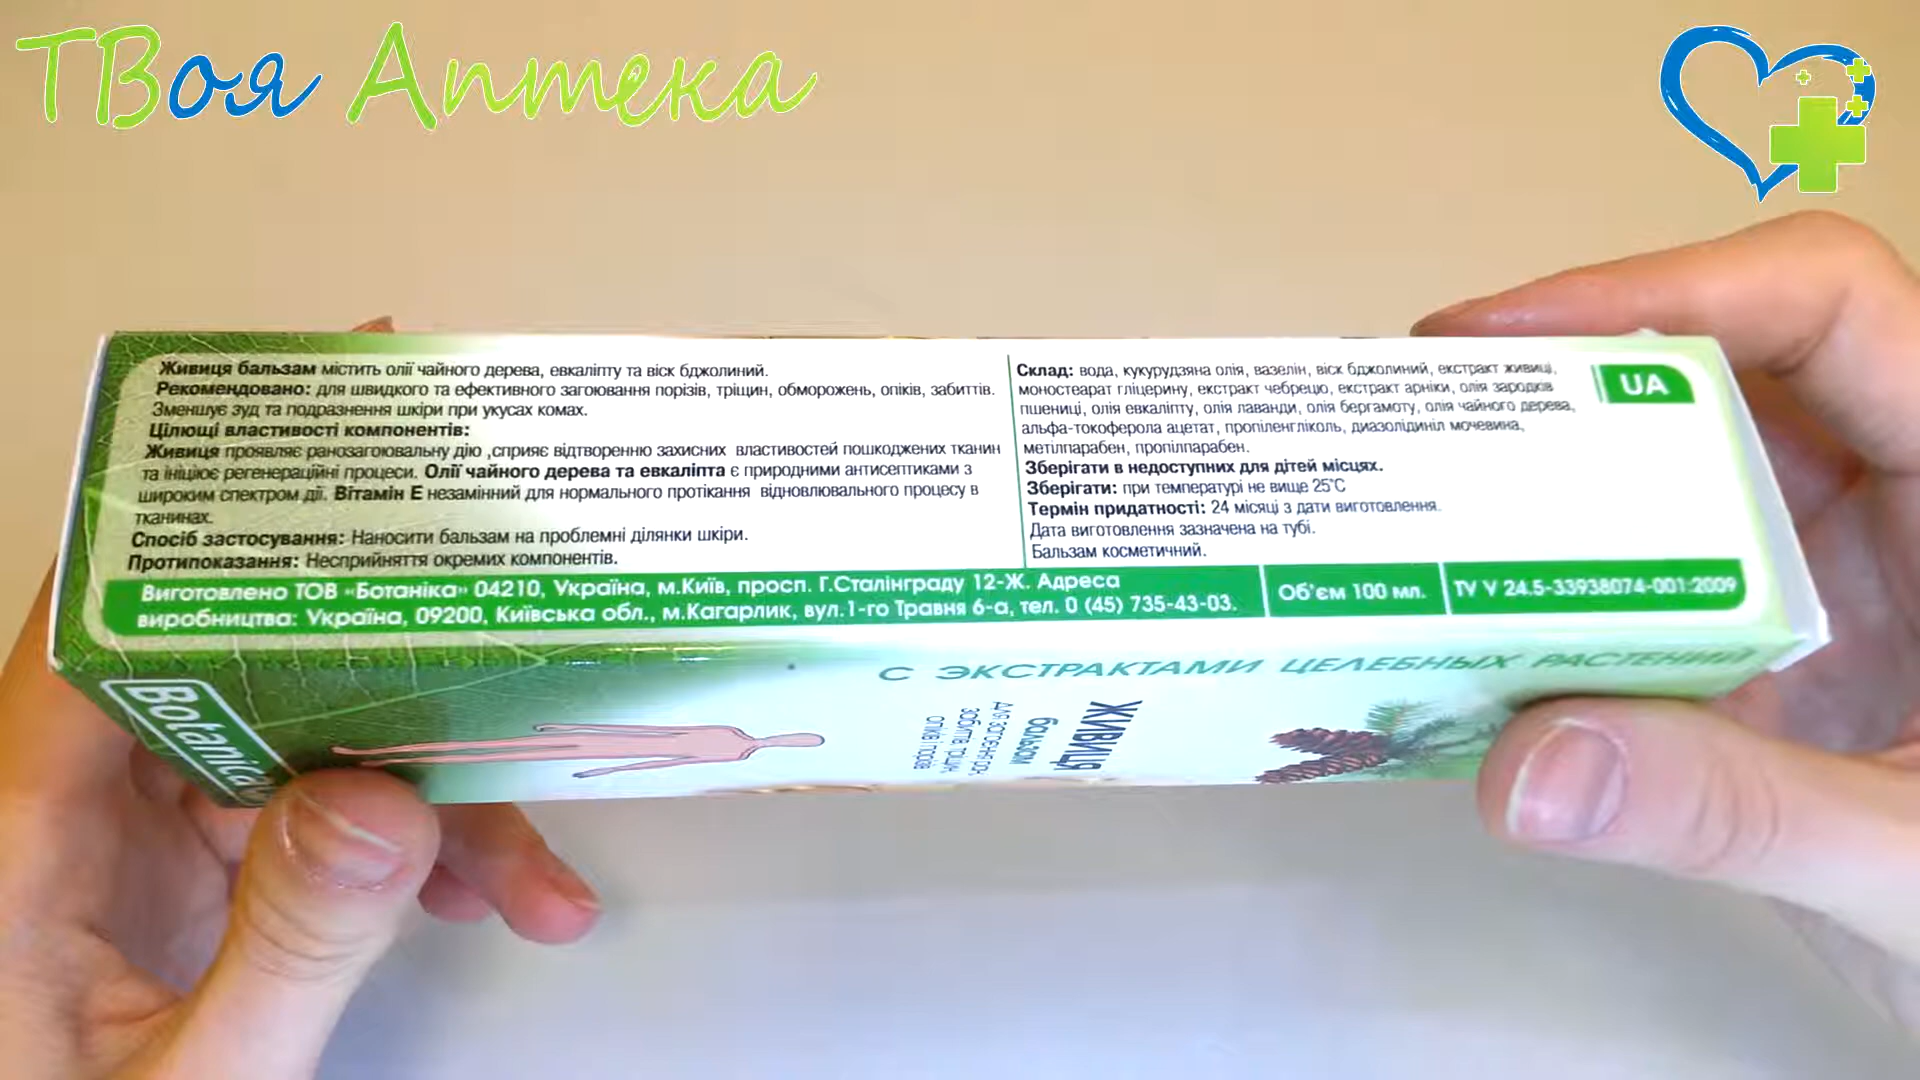 ТВоя Аптека
Живиця бальзам містить олії чайного дерева, евкаліпту та віск бджолиний.
Рекомендовано: для швидкого та ефективного загоювання порізів, тріщин, обморожень, опіків, забиттів.
Зменшує зуд та подразнення шкіри при укусах комах.
Цілющі властивості компонентів:
Живиця проявляє ранозагоювальну дію ,сприяє відтворенню захисних властивостей пошкоджених тканин
та ініціює регенераційні процеси. Олії чайного дерева та евкаліпта є природними антисептиками з
широким спектром дії. Вітамін Е незамінний для нормального протікання відновлювального процесу в
тканинах.
Спосіб застосування: Наносити бальзам на проблемні ділянки шкіри.
Протипоказання: Несприйняття окремих компонентів.
Склад: вода, кукурудзяна олія, вазелін, віск бджолиний, екстракт живиці,
моностеарат гліцерину, екстракт чебрецю, екстракт арніки, олія зародків
пшениці, олія евкаліпту, олія лаванди, олія бергамоту, олія чайного дерева,
альфа-токоферола ацетат, пропіленгліколь, диазолідиніл мочевина,
метілпарабен, пропілпарабен.
Зберігати в недоступних для дітей місцях.
Зберігати: при температурі не вище 25°С
Термін придатності: 24 місяці з дати виготовлення.
Дата виготовлення зазначена на тубі.
Бальзам косметичний.
UA
Виготовлено ТОВ «Ботаніка» 04210, Україна, м.Київ, просп. Г.Сталінграду 12-Ж. Адреса
виробництва: Україна, 09200, Київська обл., м.Кагарлик, вул.1-го Травня 6-а, тел. 0 (45) 735-43-03.
Об'єм 100 мл.
TV V 24.5-33938074-001:2009
С ЭКСТРАКТАМИ ЦЕЛЕБНЫХ РАСТЕНИЙ
Botanica
ЖИВИЦЯ
бальзам